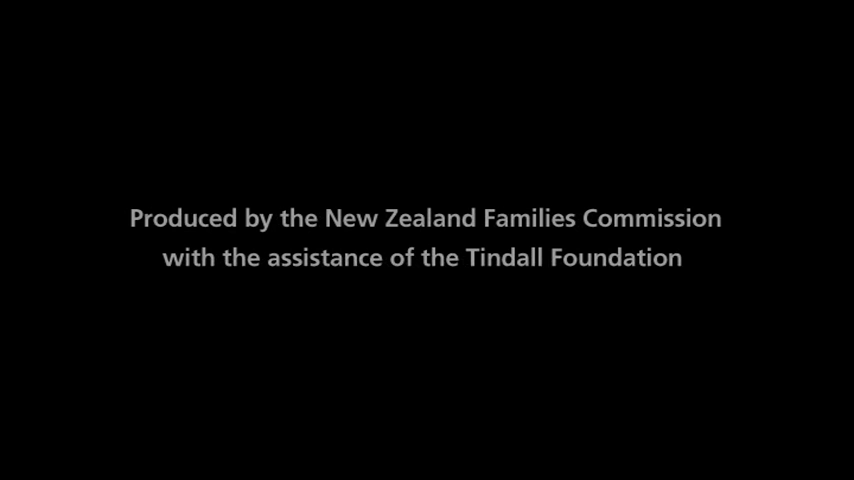 Produced by the New Zealand Families Commission
with the assistance of the Tindall Foundation